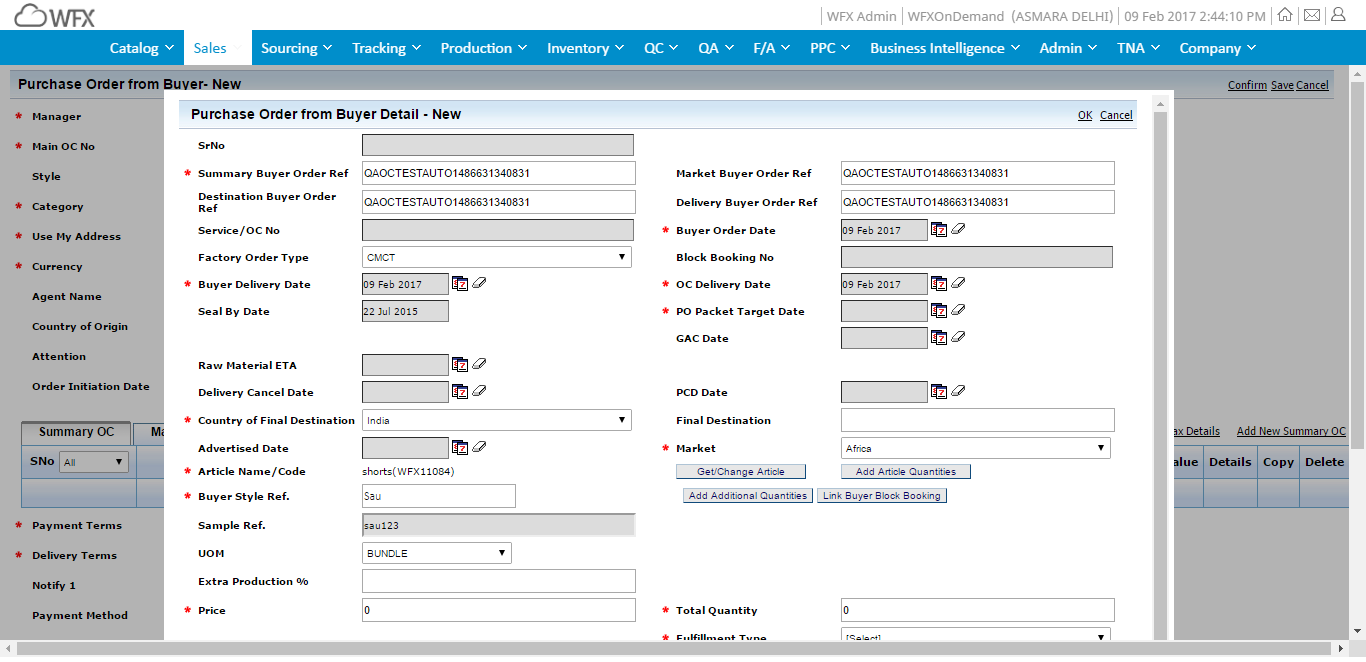 WFX
WFX Admin WFXOnDemand (ASMARA DELHI) 09 Feb 2017 2:44:10 PM
Catalog Sales Sourcing Tracking Production Inventory QC QA F/A PPC Business Intelligence Admin TNA Company
Purchase Order from Buyer- New
Confirm Save Cancel
* Manager
* Main OC No
Style
* Category
* Use My Address
* Currency
Agent Name
Country of Origin
Attention
Order Initiation Date
Summary OC
Ma
ax Details Add New Summary OC
SNo All
alue Details Copy Delete
* Payment Terms
* Delivery Terms
Notify 1
Payment Method
Purchase Order from Buyer Detail - New
OK Cancel
SrNo
* Summary Buyer Order Ref QAOCTESTAUTO1486631340831 Market Buyer Order Ref QAOCTESTAUTO1486631340831
Destination Buyer Order
Ref QAOCTESTAUTO1486631340831 Delivery Buyer Order Ref QAOCTESTAUTO1486631340831
Service/OC No * Buyer Order Date 09 Feb 2017
Factory Order Type CMCT Block Booking No
* Buyer Delivery Date 09 Feb 2017 * OC Delivery Date 09 Feb 2017
Seal By Date 22 Jul 2015 * PO Packet Target Date
GAC Date
Raw Material ETA
Delivery Cancel Date PCD Date
* Country of Final Destination India Final Destination
Advertised Date * Market Africa
* Article Name/Code shorts(WFX11084) Get/Change Article Add Article Quantities
* Buyer Style Ref. Sau Add Additional Quantities Link Buyer Block Booking
Sample Ref. sau123
UOM BUNDLE
Extra Production %
* Price 0 * Total Quantity 0
* Fulfillment Type [Select]